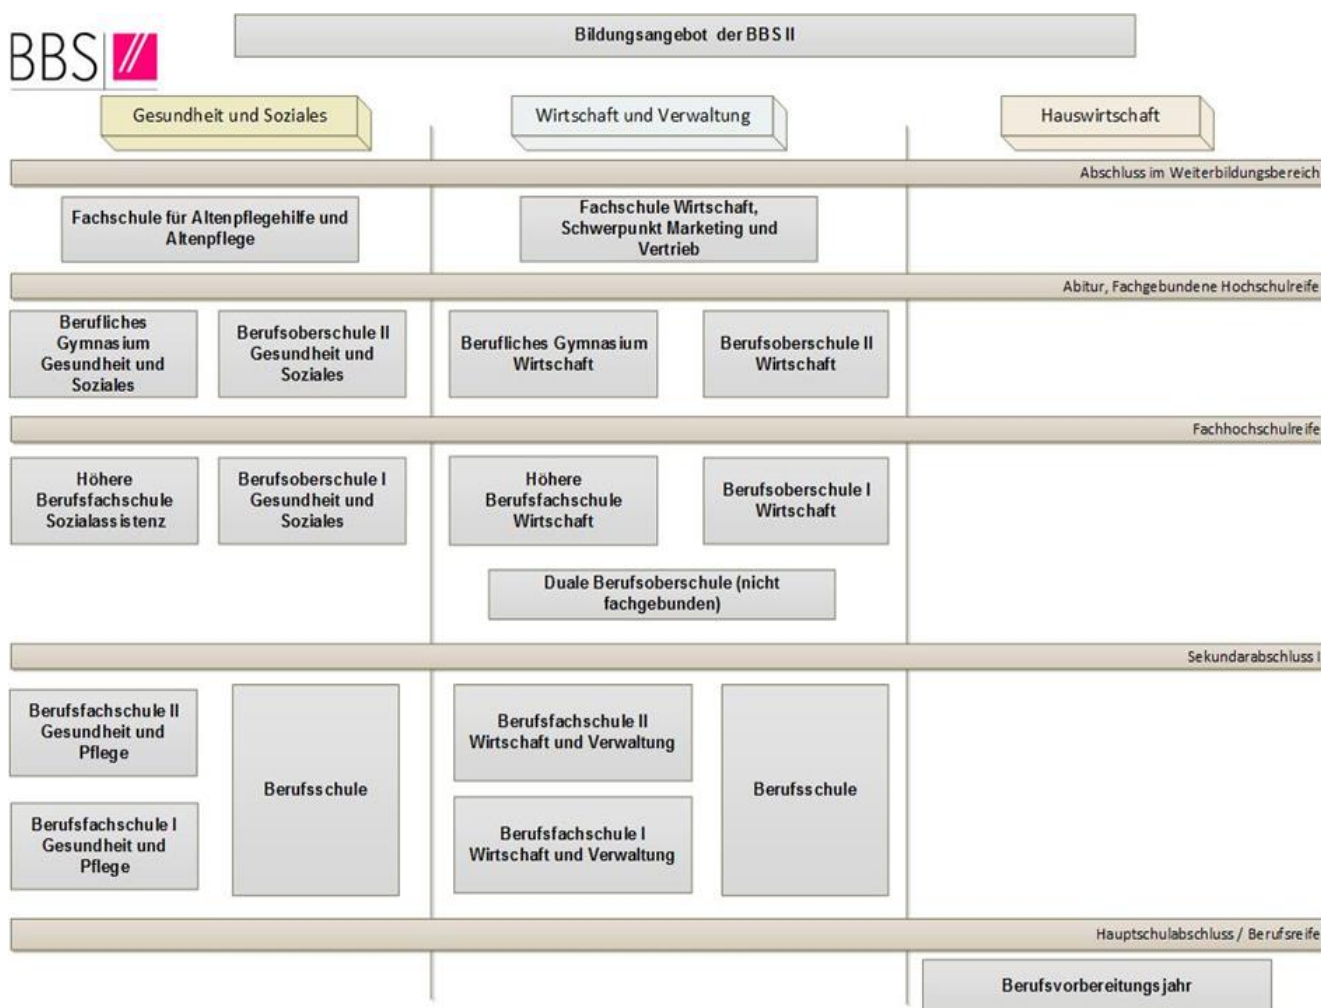 Bildungsangebot der BBS II
BBS
Gesundheit und Soziales
Wirtschaft und Verwaltung
Hauswirtschaft
Abschluss im Weiterbildungsbereich
Fachschule für Altenpflegehilfe und
Altenpflege
Fachschule Wirtschaft,
Schwerpunkt Marketing und
Vertrieb
Abitur, Fachgebundene Hochschulreife
Berufliches
Gymnasium
Gesundheit und
Soziales
Berufsoberschule II
Gesundheit und
Soziales
Berufliches Gymnasium
Wirtschaft
Berufsoberschule II
Wirtschaft
Fachhochschulreife
Höhere
Berufsfachschule
Sozialassistenz
Berufsoberschule I
Gesundheit und
Soziales
Höhere
Berufsfachschule
Wirtschaft
Berufsoberschule I
Wirtschaft
Duale Berufsoberschule (nicht
fachgebunden)
Sekundarabschluss I
Berufsfachschule II
Gesundheit und
Pflege
Berufsschule
Berufsfachschule II
Wirtschaft und Verwaltung
Berufsschule
Berufsfachschule I
Gesundheit und
Pflege
Berufsfachschule I
Wirtschaft und Verwaltung
Hauptschulabschluss / Berufsreife
Berufsvorbereitungsjahr